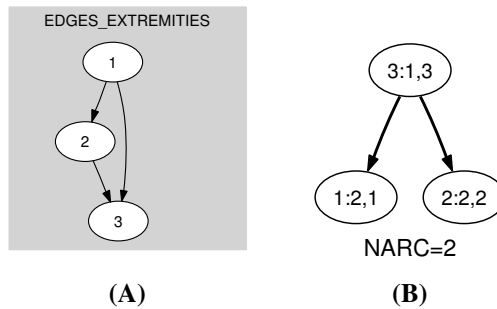 EDGES_EXTREMITIES
1
2
3
3:1,3
1:2,1
2:2,2
NARC=2
(A)
(B)